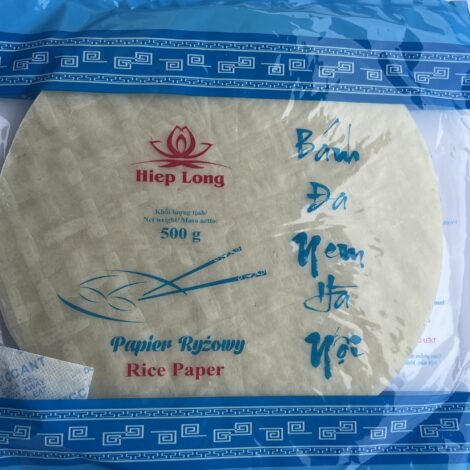 Hiep Long
Khối lượng tịnh/
Net weight/ Masa netto:
500 g
Bánh
Đa
Nem
Hà
Nội
Papier Ryżowy
Rice Paper